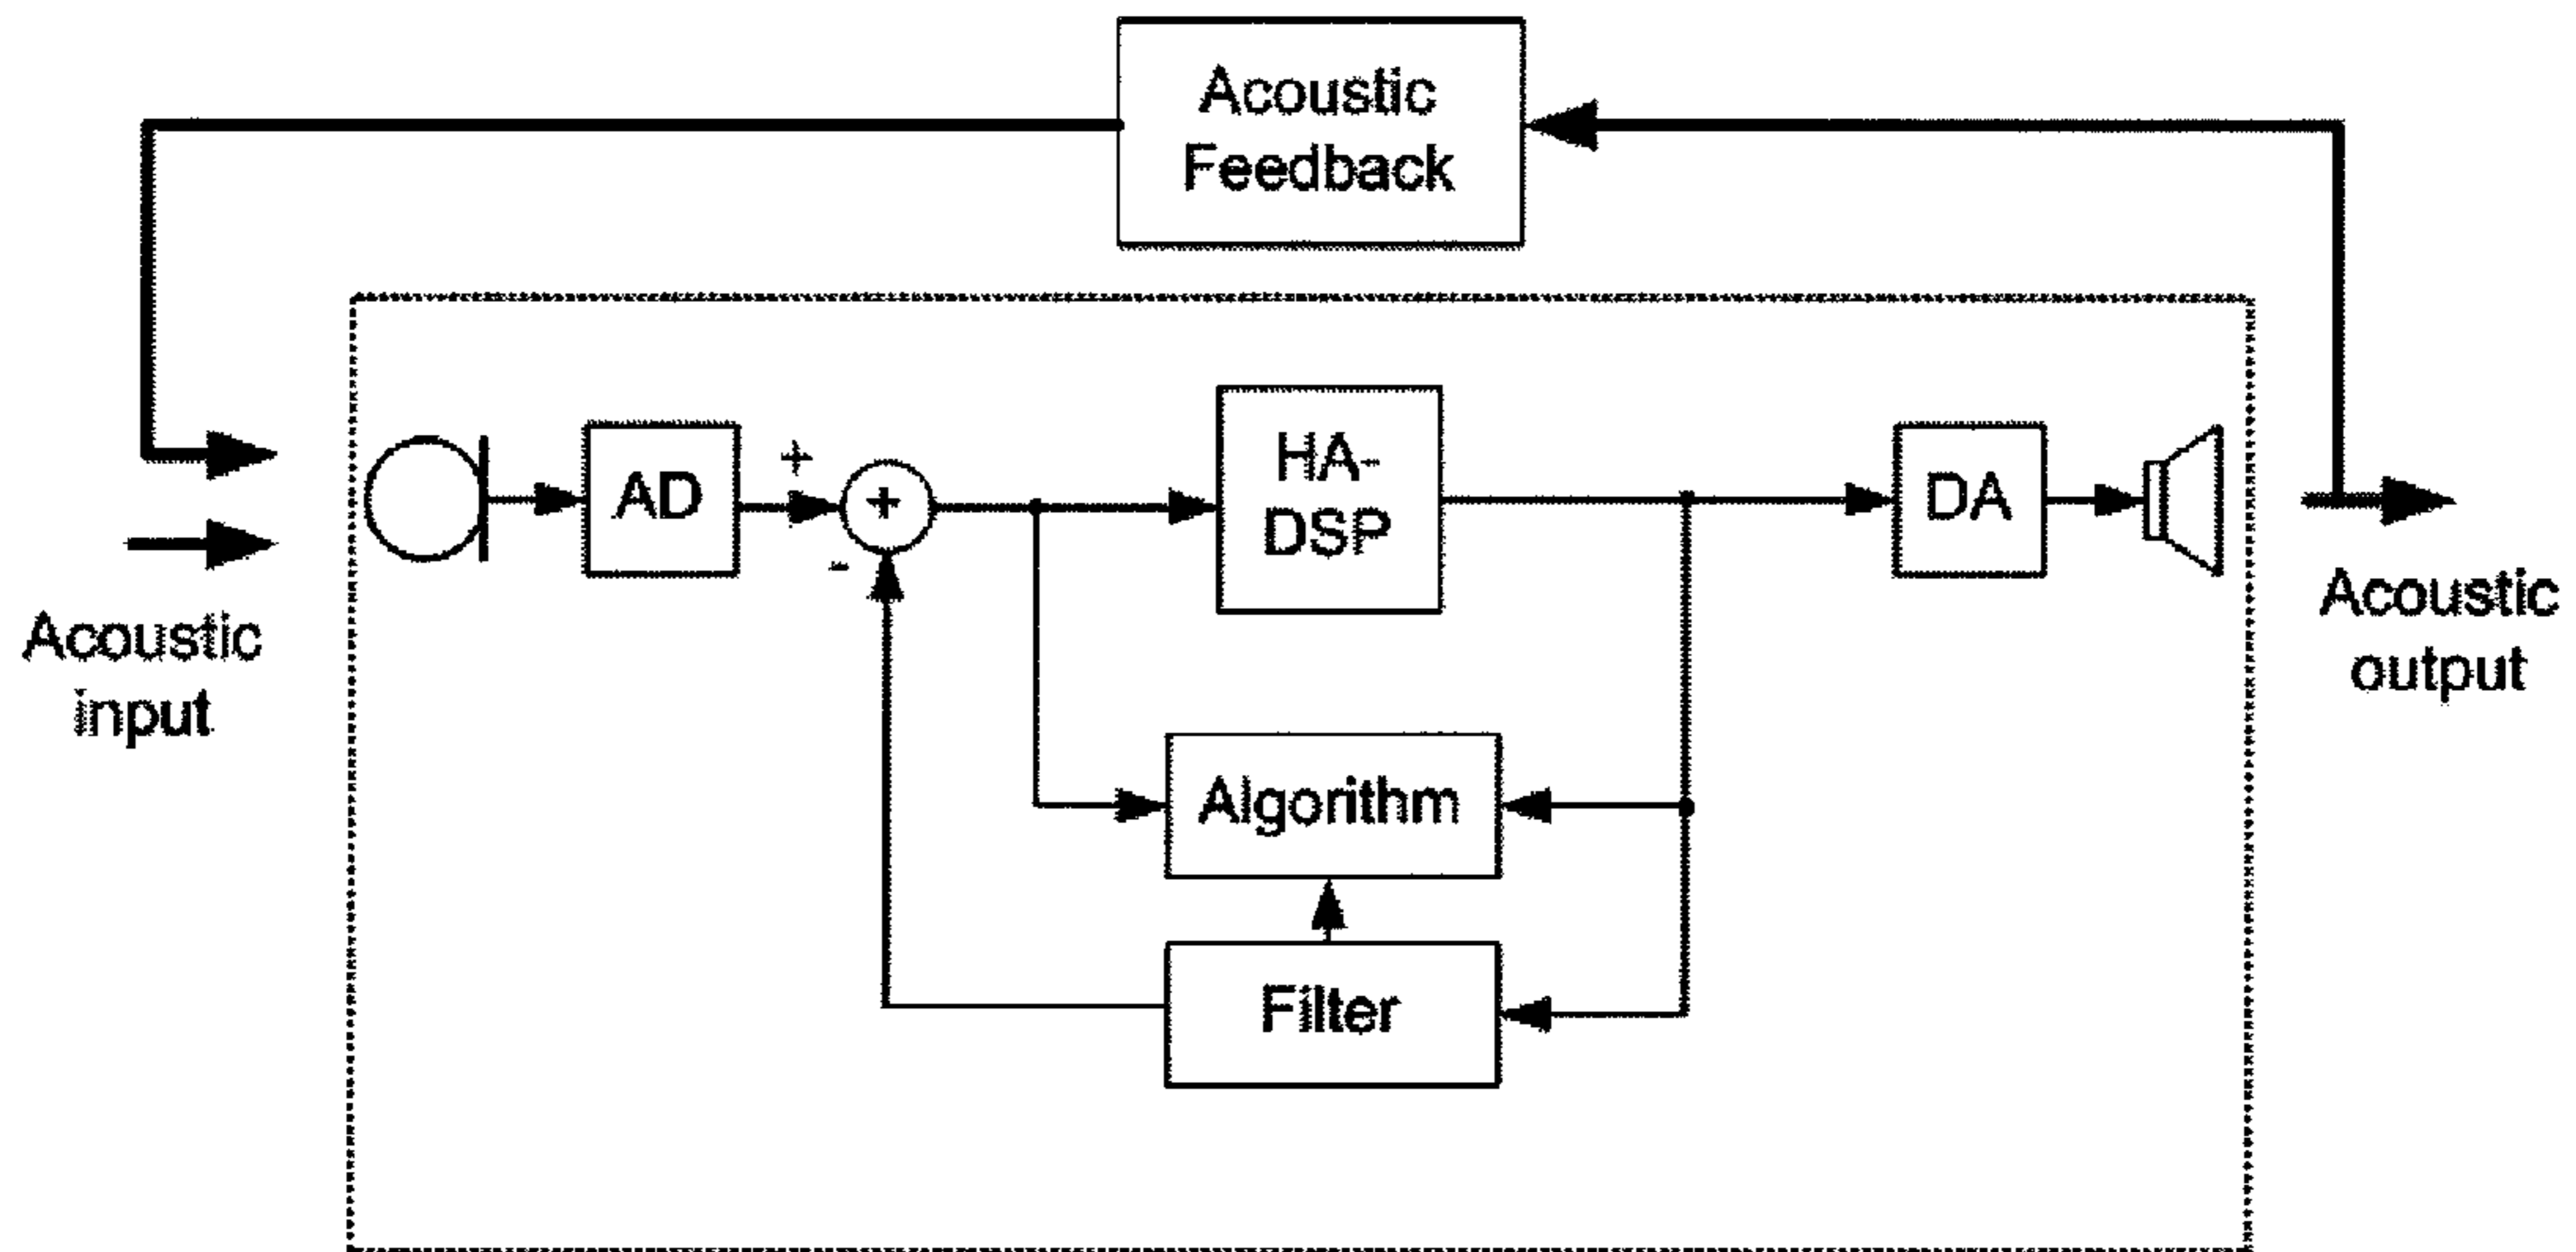 Acoustic
Feedback
AD
+
+
-
HA-
DSP
DA
Acoustic
input
Acoustic
output
Algorithm
Filter